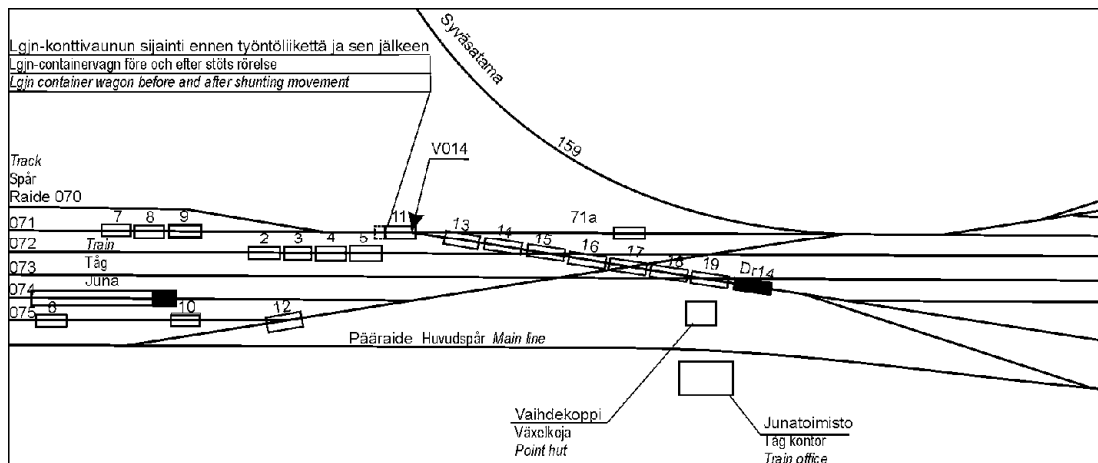 Lgjn-konttivaunun sijainti ennen työntöliikettä ja sen jälkeen
Lgjn-containervagn före och efter stöts rörelse
Lgjn container wagon before and after shunting movement
Syväsatama
159
V014
Track
Spår
Raide 070
071
7 8 9
11
13 14 15 16 17 18 19
71a
Dr14
072
Train
2 3 4 5
073
Tåg
074
Juna
075
6 10 12
Pääraide Huvudspår Main line
Vaihdekoppi
Växelkoja
Point hut
Junatoimisto
Tåg kontor
Train office